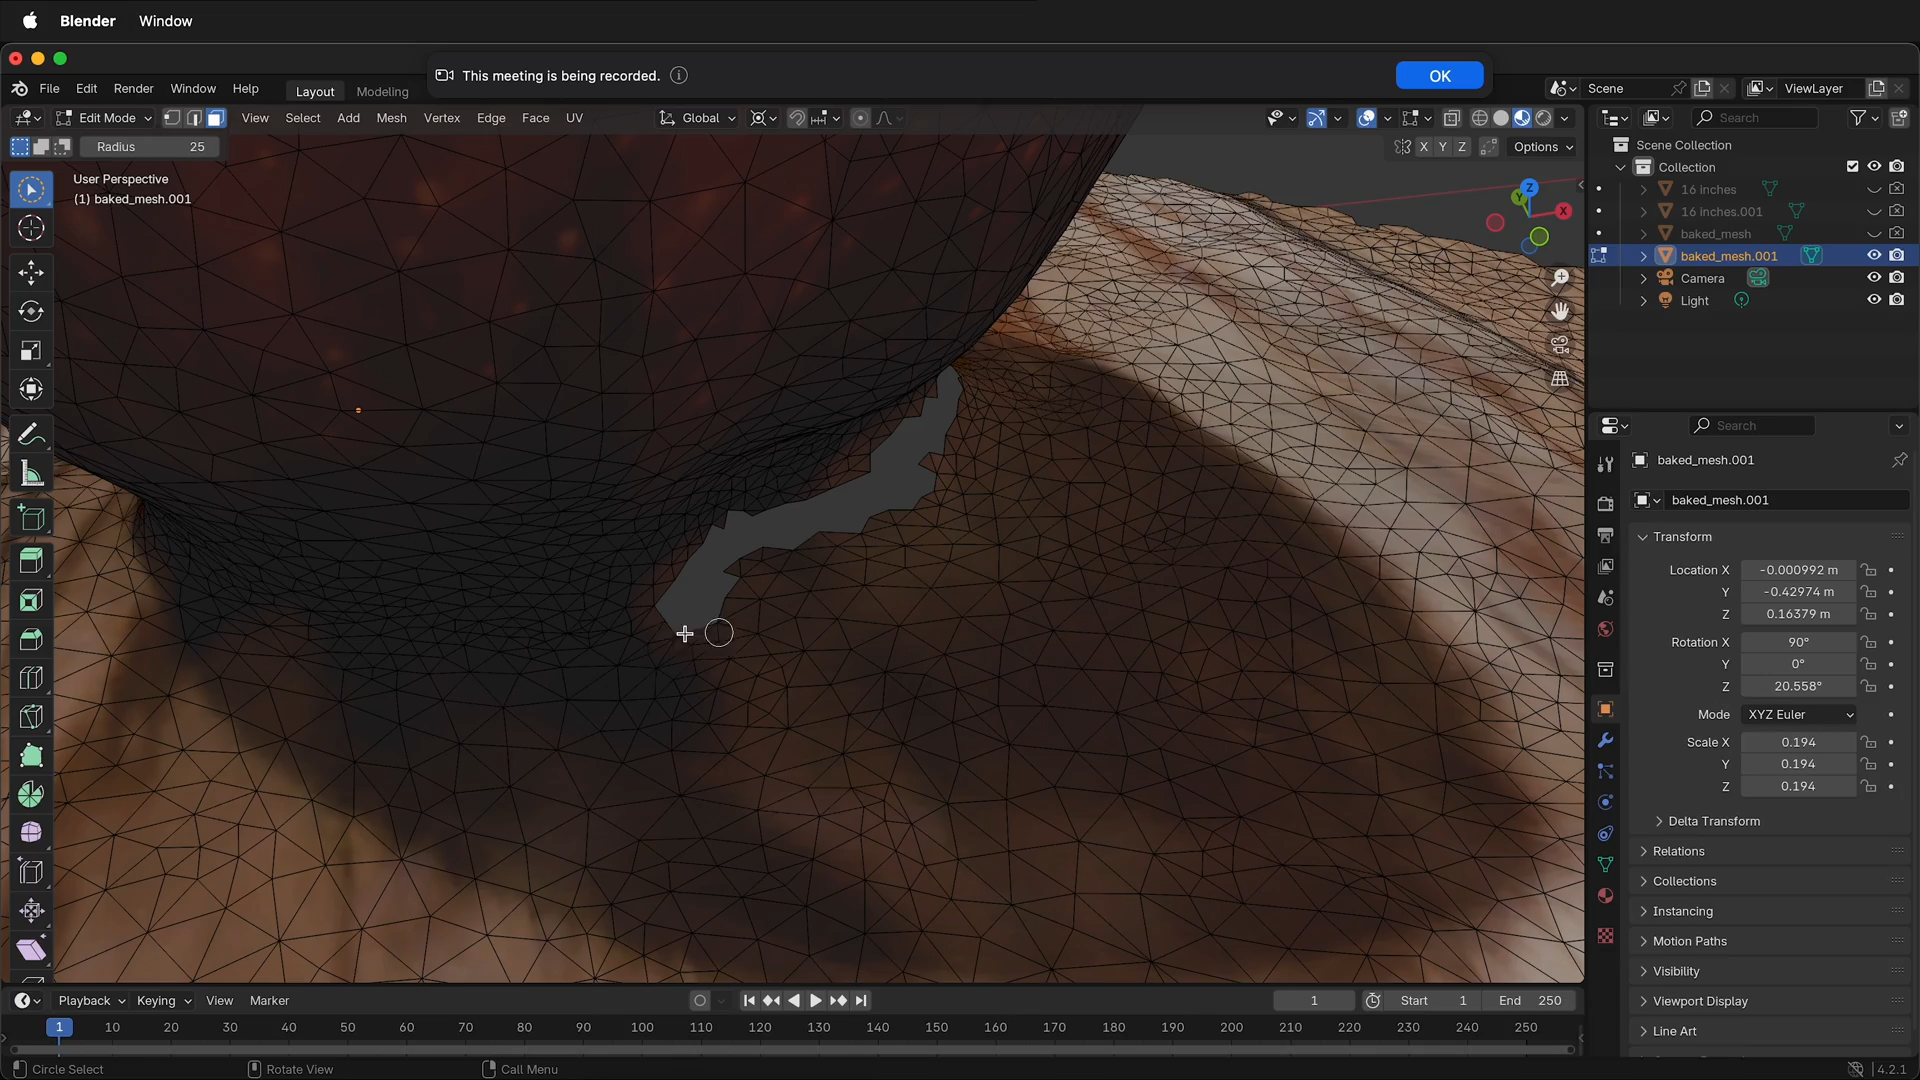 Blender Window
This meeting is being recorded.
OK
File Edit Render Window Help Layout Modeling
Scene
ViewLayer
Edit Mode View Select Add Mesh Vertex Edge Face UV
Global
Radius 25
X Y Z Options
User Perspective
(1) baked_mesh.001
Z
Y
X
Search
Scene Collection
Collection
16 inches
16 inches.001
baked_mesh
baked_mesh.001
Camera
Light
Search
baked_mesh.001
baked_mesh.001
Transform
Location X -0.000992 m
Y -0.42974 m
Z 0.16379 m
Rotation X 90°
Y 0°
Z 20.558°
Mode XYZ Euler
Scale X 0.194
Y 0.194
Z 0.194
Delta Transform
Relations
Collections
Instancing
Motion Paths
Visibility
Viewport Display
Line Art
Playback Keying View Marker
1 Start 1 End 250
1 10 20 30 40 50 60 70 80 90 100 110 120 130 140 150 160 170 180 190 200 210 220 230 240 250
Circle Select Rotate View Call Menu
4.2.1